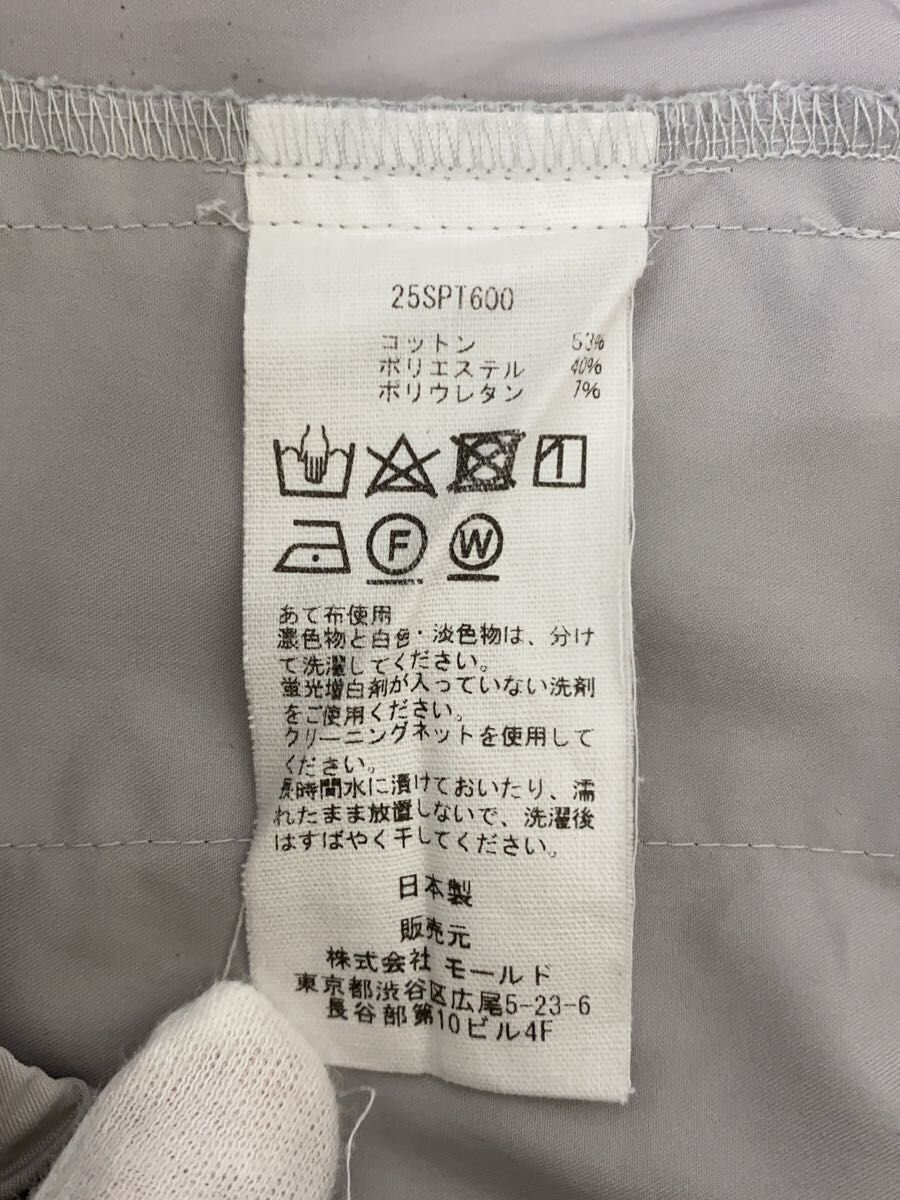 25SPT600
コットン 53%
ポリエステル 40%
ポリウレタン 7%
F W
あて布使用
濃色物と白色・淡色物は、分け
て洗濯してください。
蛍光増白剤が入っていない洗剤
をご使用ください。
クリーニングネットを使用して
ください。
長時間水に漬けておいたり、濡
れたまま放置しないで、洗濯後
はすばやく干してください。
日本製
販売元
株式会社 モールド
東京都渋谷区広尾5-23-6
長谷部第10ビル4F